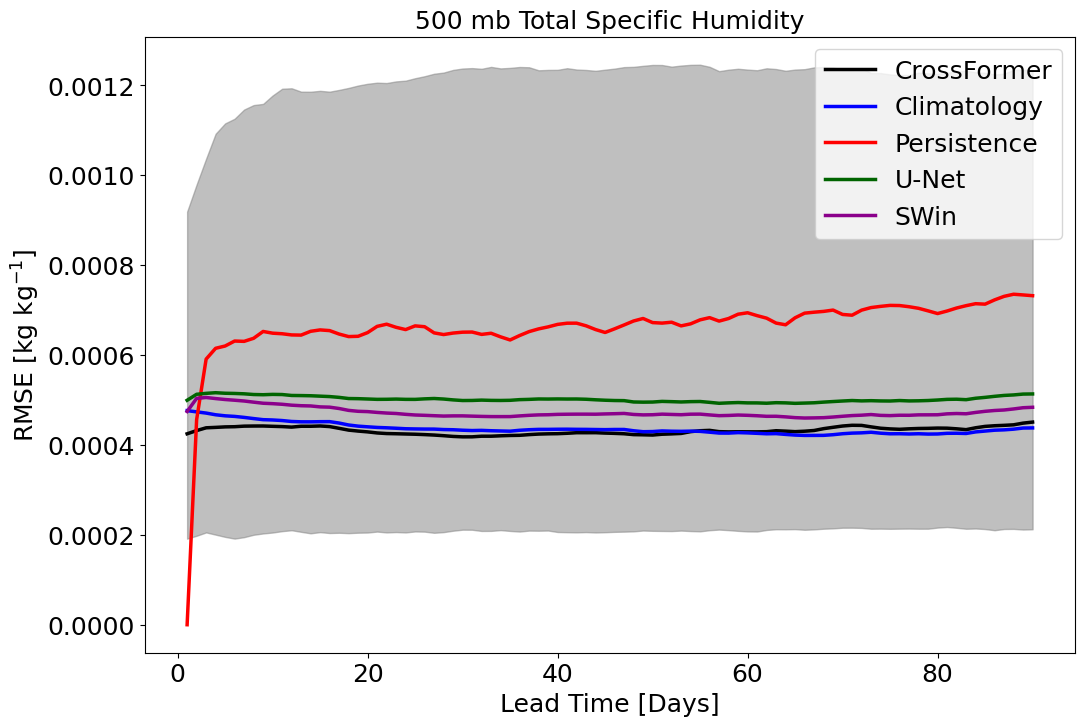 500 mb Total Specific Humidity
CrossFormer
Climatology
Persistence
U-Net
SWin
RMSE [kg kg⁻¹]
0.0012
0.0010
0.0008
0.0006
0.0004
0.0002
0.0000
0 20 40 60 80
Lead Time [Days]